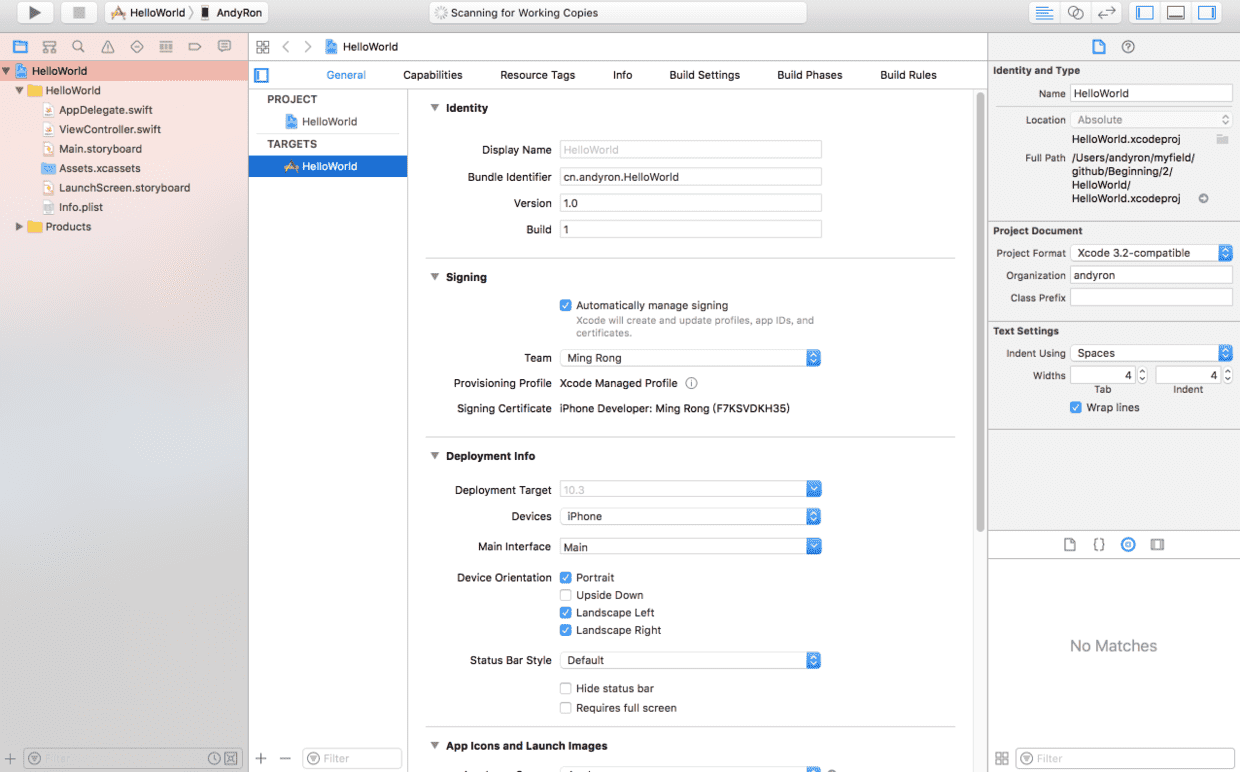 HelloWorld AndyRon
Scanning for Working Copies
HelloWorld
HelloWorld
AppDelegate.swift
ViewController.swift
Main.storyboard
Assets.xcassets
LaunchScreen.storyboard
Info.plist
Products
Filter
HelloWorld
General Capabilities Resource Tags Info Build Settings Build Phases Build Rules
PROJECT
HelloWorld
TARGETS
HelloWorld
Filter
Identity
Display Name HelloWorld
Bundle Identifier cn.andyron.HelloWorld
Version 1.0
Build 1
Signing
Automatically manage signing
Xcode will create and update profiles, app IDs, and
certificates.
Team Ming Rong
Provisioning Profile Xcode Managed Profile
Signing Certificate iPhone Developer: Ming Rong (F7KSVDKH35)
Deployment Info
Deployment Target 10.3
Devices iPhone
Main Interface Main
Device Orientation Portrait
Upside Down
Landscape Left
Landscape Right
Status Bar Style Default
Hide status bar
Requires full screen
App Icons and Launch Images
Identity and Type
Name HelloWorld
Location Absolute
HelloWorld.xcodeproj
Full Path /Users/andyron/myfield/
github/Beginning/2/
HelloWorld/
HelloWorld.xcodeproj
Project Document
Project Format Xcode 3.2-compatible
Organization andyron
Class Prefix
Text Settings
Indent Using Spaces
Widths 4 4
Tab Indent
Wrap lines
No Matches
Filter